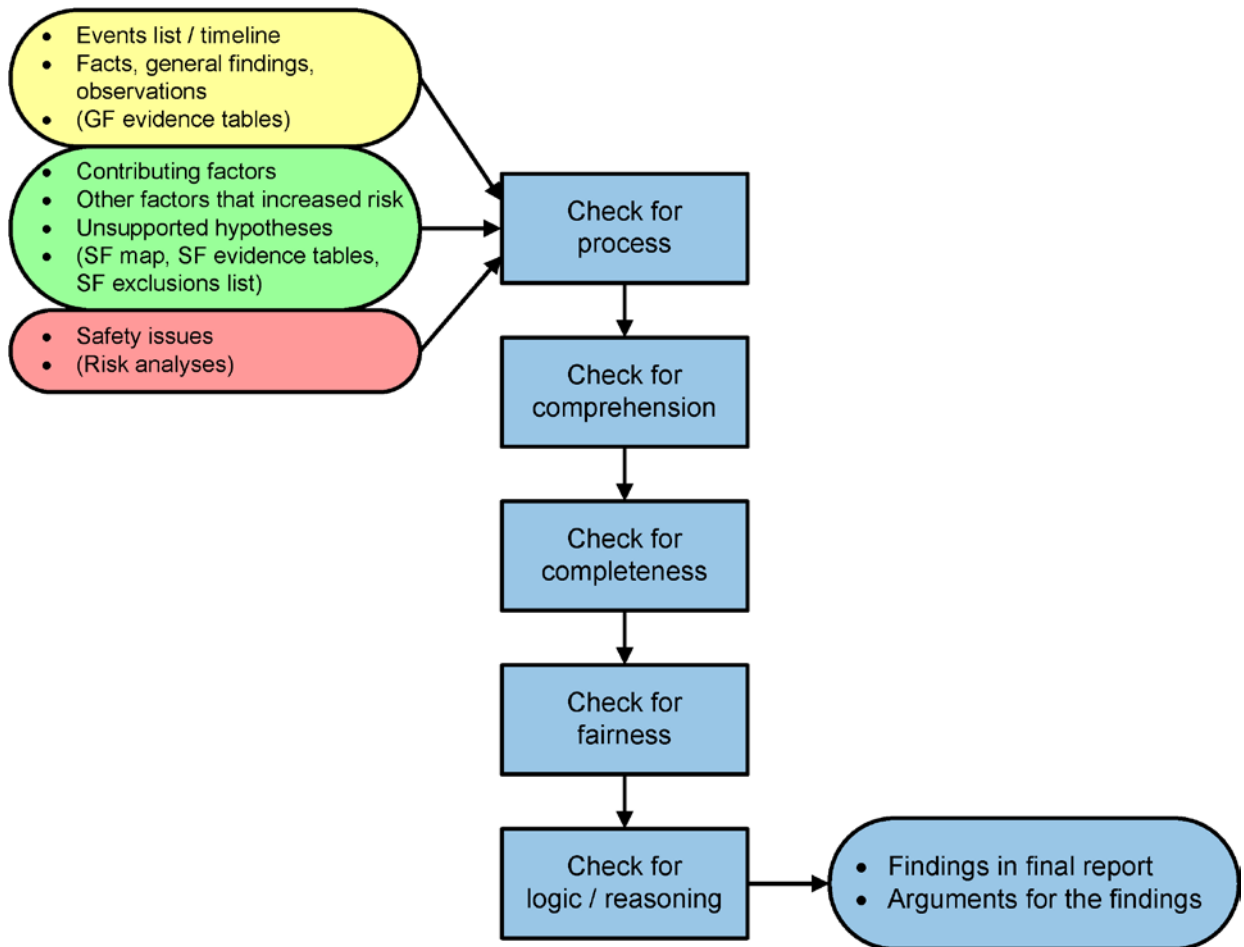 • Events list / timeline
• Facts, general findings,
observations
• (GF evidence tables)
• Contributing factors
• Other factors that increased risk
• Unsupported hypotheses
• (SF map, SF evidence tables,
SF exclusions list)
• Safety issues
• (Risk analyses)
Check for
process
Check for
comprehension
Check for
completeness
Check for
fairness
Check for
logic / reasoning
• Findings in final report
• Arguments for the findings